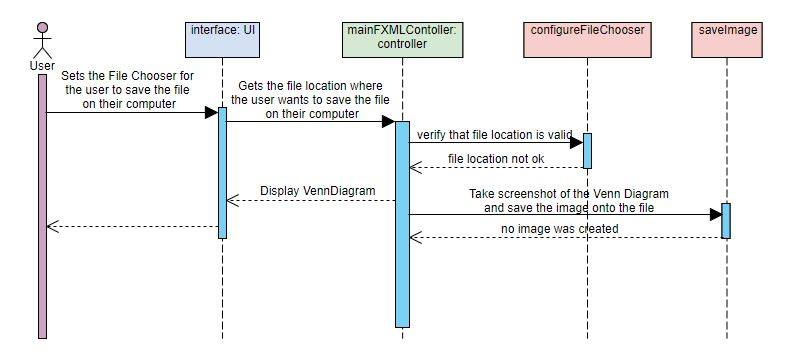 interface: UI
mainFXMLContoller:
controller
configureFileChooser
saveImage
User
Sets the File Chooser for
the user to save the file
on their computer
Gets the file location where
the user wants to save the file
on their computer
verify that file location is valid
file location not ok
Display VennDiagram
Take screenshot of the Venn Diagram
and save the image onto the file
no image was created